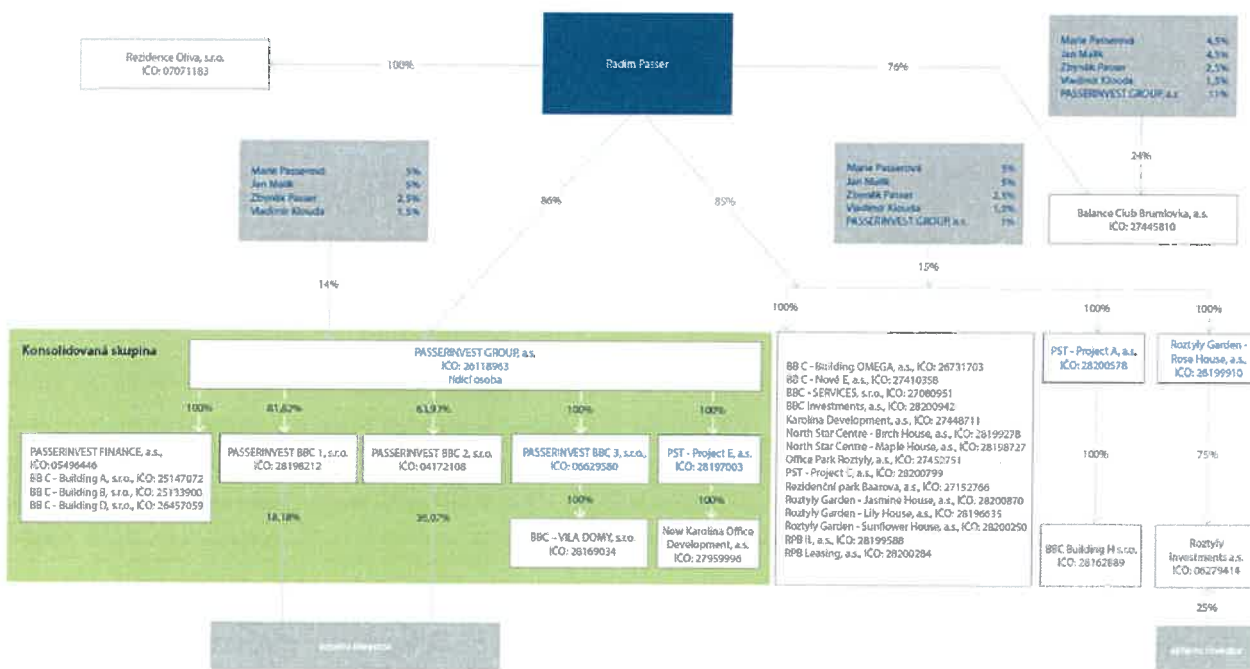 Rezidence Oliva, s.r.o.
IČO: 07071183
100%
Radim Passer
76%
Marie Passerová 4,5%
Jan Malík 4,5%
Zbyněk Passer 2,5%
Vladimír Klouda 1,5%
PASSERINVEST GROUP, a.s. 11%
24%
Balance Club Brumlovka, a.s.
IČO: 27445810
Marie Passerová 5%
Jan Malík 5%
Zbyněk Passer 2,5%
Vladimír Klouda 1,5%
14%
86%
85%
Marie Passerová 5%
Jan Malík 5%
Zbyněk Passer 2,5%
Vladimír Klouda 1,5%
PASSERINVEST GROUP, a.s. 1%
15%
100%
100%
100%
Konsolidovaná skupina
PASSERINVEST GROUP, a.s.
IČO: 26118963
řídící osoba
100%
81,82%
63,93%
100%
100%
PASSERINVEST FINANCE, a.s.,
IČO:05496446
BB C - Building A, s.r.o., IČO: 25147072
BB C - Building B, s.r.o., IČO: 25133900
BB C - Building D, s.r.o., IČO: 26457059
PASSERINVEST BBC 1, s.r.o.
IČO: 28198212
18,18%
PASSERINVEST BBC 2, s.r.o.
IČO: 04172108
36,07%
PASSERINVEST BBC 3, s.r.o.,
IČO: 06629580
100%
BBC - VILA DOMY, s.r.o.
IČO: 28169034
PST - Project E, a.s.
IČO: 28197003
100%
New Karolina Office
Development, a.s.
IČO: 27959996
BB C - Building OMEGA, a.s., IČO: 26731703
BB C - Nové E, a.s., IČO: 27410358
BBC - SERVICES, s.r.o., IČO: 27080951
BBC Investments, a.s., IČO: 28200942
Karolina Development, a.s., IČO: 27448711
North Star Centre - Birch House, a.s., IČO: 28199278
North Star Centre - Maple House, a.s., IČO: 28198727
Office Park Roztyly, a.s., IČO: 27452751
PST - Project C, a.s., IČO: 28200799
Rezidenční park Baarova, a.s., IČO: 27152766
Roztyly Garden - Jasmine House, a.s., IČO: 28200870
Roztyly Garden - Lily House, a.s., IČO: 28196635
Roztyly Garden - Sunflower House, a.s., IČO: 28200250
RPB II., a.s., IČO: 28199588
RPB Leasing, a.s., IČO: 28200284
PST - Project A, a.s.,
IČO: 28200578
100%
BBC Building H s.r.o.,
IČO: 28162889
Roztyly Garden -
Rose House, a.s.,
IČO: 28199910
75%
Roztyly
Investments a.s.
IČO: 06279414
25%
externí investor
externí investor